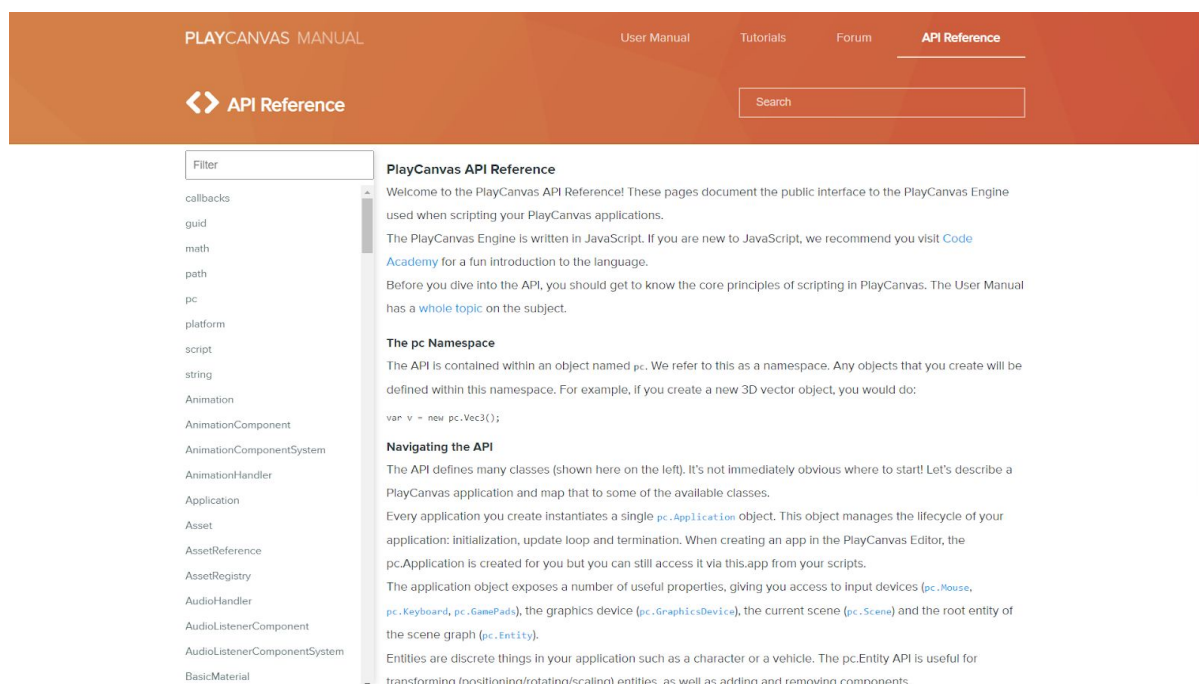 PLAYCANVAS MANUAL
User Manual
Tutorials
Forum
API Reference
API Reference
Search
Filter
callbacks
guid
math
path
pc
platform
script
string
Animation
AnimationComponent
AnimationComponentSystem
AnimationHandler
Application
Asset
AssetReference
AssetRegistry
AudioHandler
AudioListenerComponent
AudioListenerComponentSystem
BasicMaterial
PlayCanvas API Reference
Welcome to the PlayCanvas API Reference! These pages document the public interface to the PlayCanvas Engine
used when scripting your PlayCanvas applications.
The PlayCanvas Engine is written in JavaScript. If you are new to JavaScript, we recommend you visit Code
Academy for a fun introduction to the language.
Before you dive into the API, you should get to know the core principles of scripting in PlayCanvas. The User Manual
has a whole topic on the subject.
The pc Namespace
The API is contained within an object named pc. We refer to this as a namespace. Any objects that you create will be
defined within this namespace. For example, if you create a new 3D vector object, you would do:
var v = new pc.Vec3();
Navigating the API
The API defines many classes (shown here on the left). It's not immediately obvious where to start! Let's describe a
PlayCanvas application and map that to some of the available classes.
Every application you create instantiates a single pc.Application object. This object manages the lifecycle of your
application: initialization, update loop and termination. When creating an app in the PlayCanvas Editor, the
pc.Application is created for you but you can still access it via this.app from your scripts.
The application object exposes a number of useful properties, giving you access to input devices (pc.Mouse,
pc.Keyboard, pc.GamePads), the graphics device (pc.GraphicsDevice), the current scene (pc.Scene) and the root entity of
the scene graph (pc.Entity).
Entities are discrete things in your application such as a character or a vehicle. The pc.Entity API is useful for
transforming (positioning/rotating/scaling) entities, as well as adding and removing components.